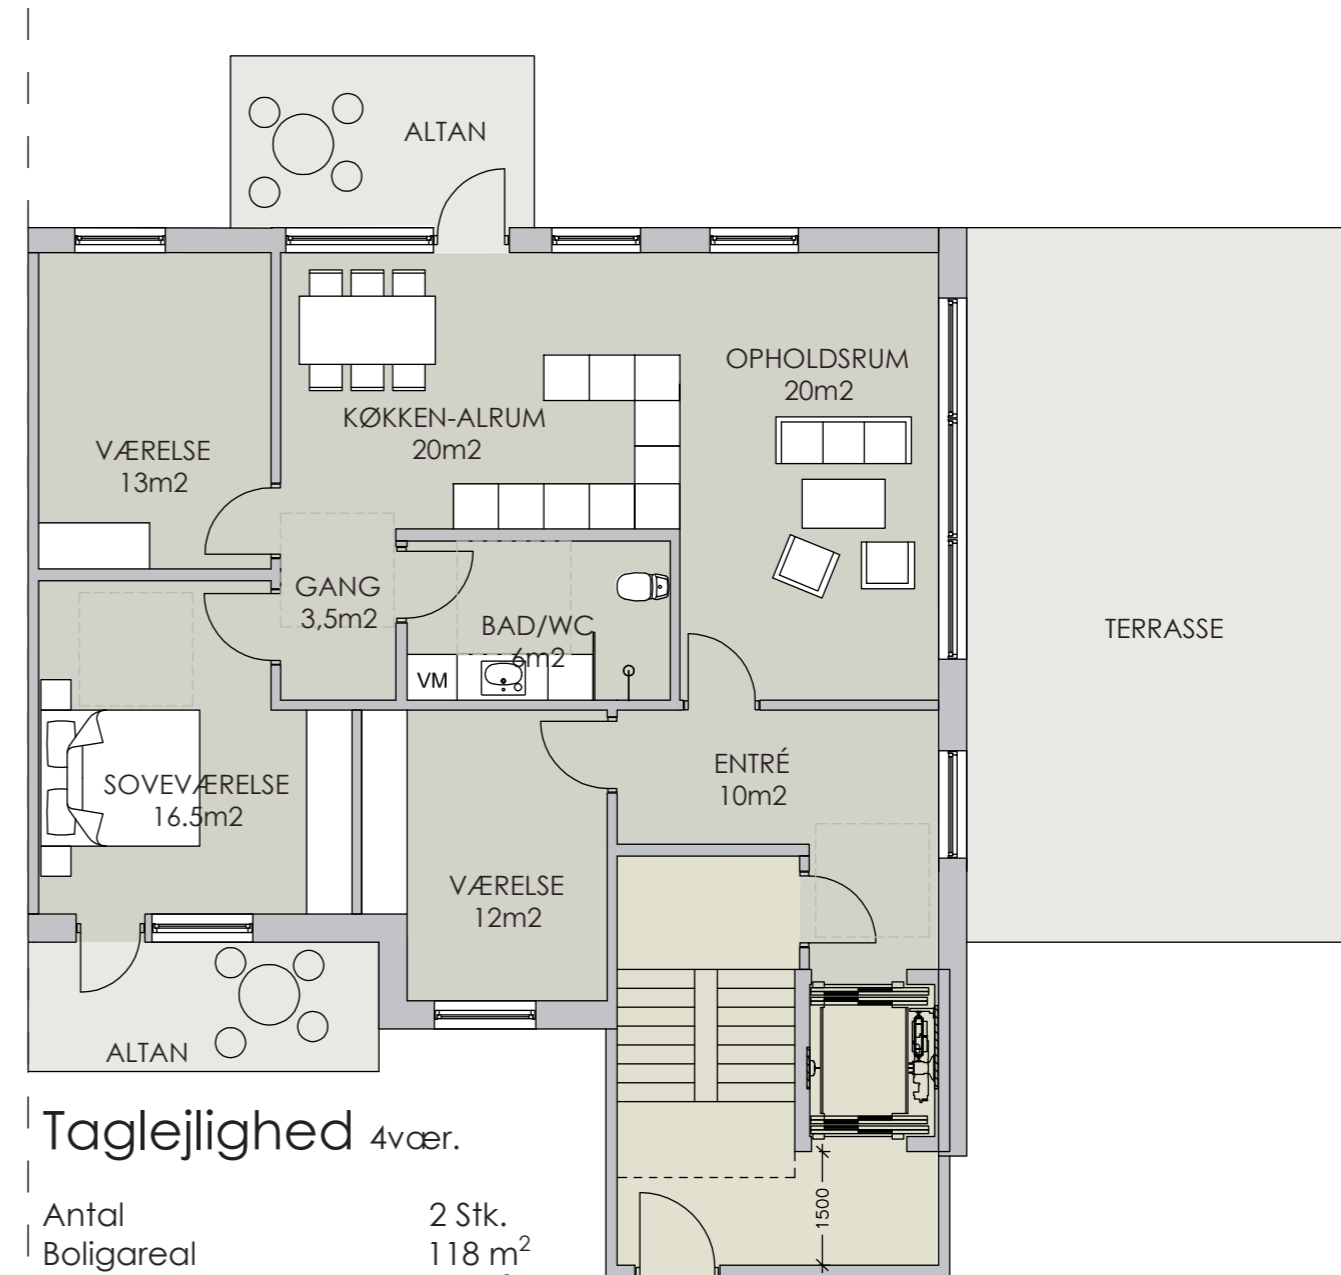 ALTAN
OPHOLDSRUM
20m2
KØKKEN-ALRUM
20m2
VÆRELSE
13m2
GANG
3,5m2
BAD/WC
6m2
VM
TERRASSE
ENTRÉ
10m2
SOVEVÆRELSE
16.5m2
VÆRELSE
12m2
ALTAN
Taglejlighed 4vær.
1500
Antal 2 Stk.
Boligareal 118 m²